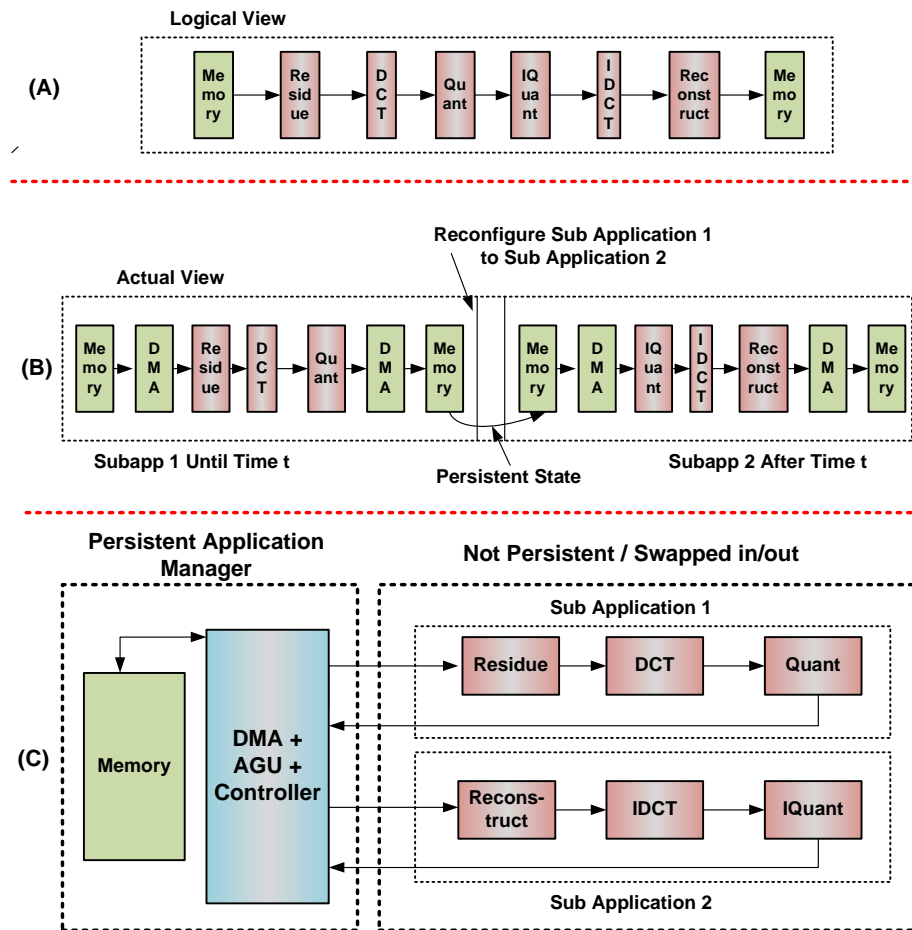 Logical View
(A)
Me
mo
ry
Re
sid
ue
D
C
T
Qu
ant
IQ
uan
t
I
D
C
T
Rec
onst
ruct
Me
mo
ry
Reconfigure Sub Application 1
to Sub Application 2
Actual View
(B)
Me
mo
ry
D
M
A
Re
sid
ue
D
C
T
Qu
ant
D
M
A
Me
mo
ry
Me
mo
ry
D
M
A
IQ
uan
t
I
D
C
T
Rec
onst
ruct
D
M
A
Me
mo
ry
Subapp 1 Until Time t
Persistent State
Subapp 2 After Time t
Persistent Application
Manager
Not Persistent / Swapped in/out
(C)
Memory
DMA +
AGU +
Controller
Sub Application 1
Residue
DCT
Quant
Recons-
truct
IDCT
IQuant
Sub Application 2